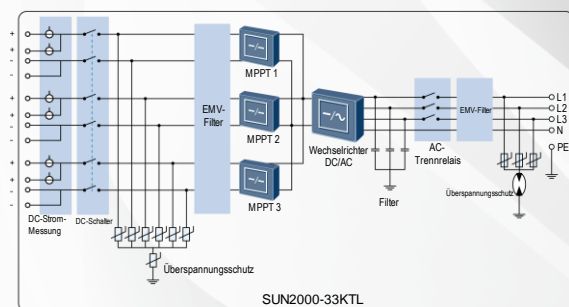 +
+
-
-
+
+
-
-
+
+
-
-
DC-Strom-
Messung
DC-Schalter
Überspannungsschutz
EMV-
Filter
MPPT 1
MPPT 2
MPPT 3
Wechselrichter
DC/AC
Filter
AC-
Trennrelais
EMV-Filter
Überspannungsschutz
L1
L2
L3
N
PE
SUN2000-33KTL